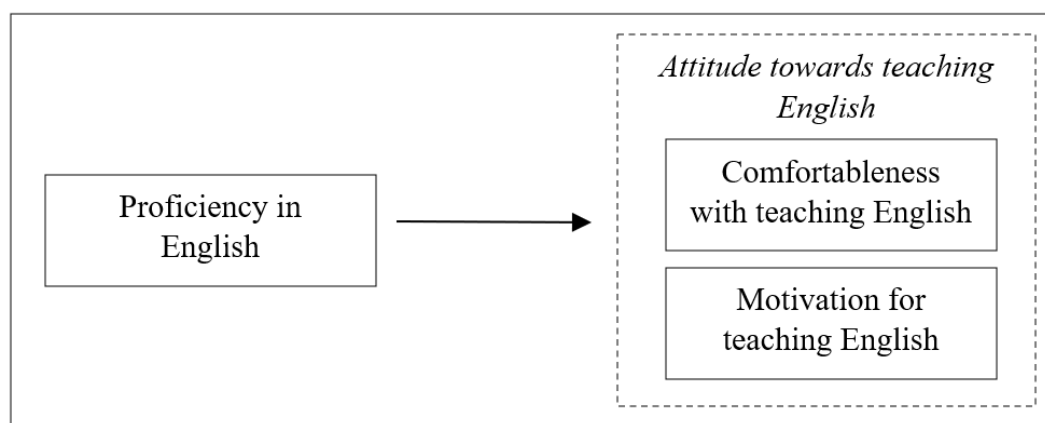 Proficiency in
English
Attitude towards teaching
English
Comfortableness
with teaching English
Motivation for
teaching English